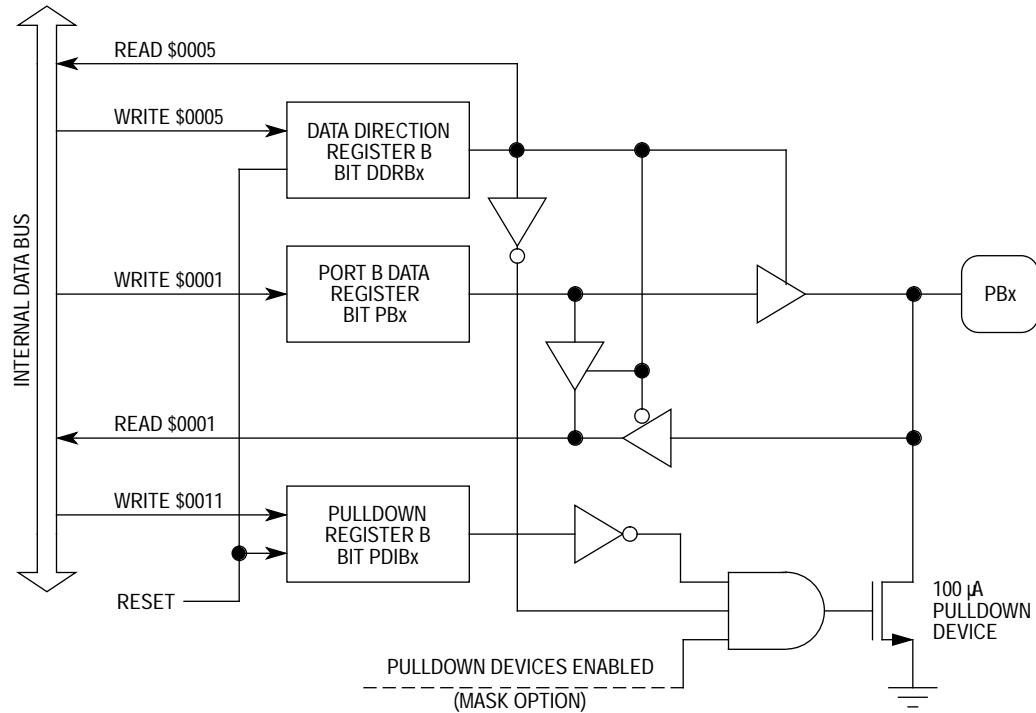 READ $0005
WRITE $0005
DATA DIRECTION
REGISTER B
BIT DDRBx
INTERNAL DATA BUS
WRITE $0001
PORT B DATA
REGISTER
BIT PBx
PBx
READ $0001
WRITE $0011
PULLDOWN
REGISTER B
BIT PDIBx
RESET
100 µA
PULLDOWN
DEVICE
PULLDOWN DEVICES ENABLED
(MASK OPTION)